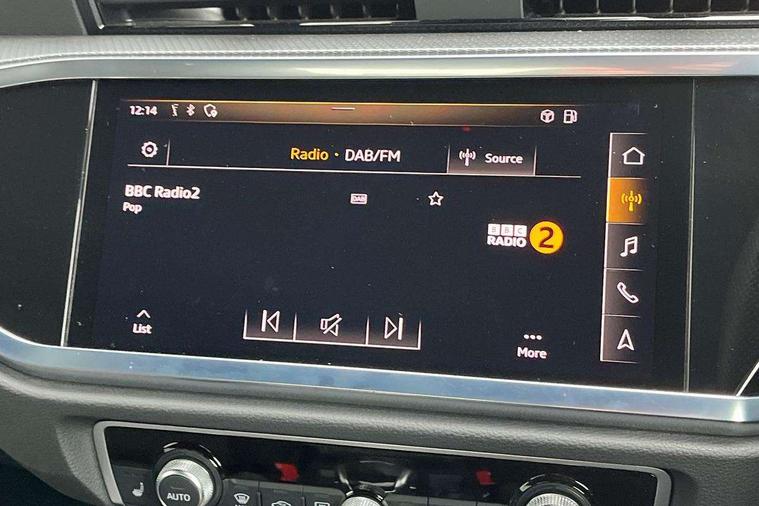 12:14
Radio · DAB/FM
Source
BBC Radio2
DAB
Pop
BBC
RADIO 2
List
More
AUTO